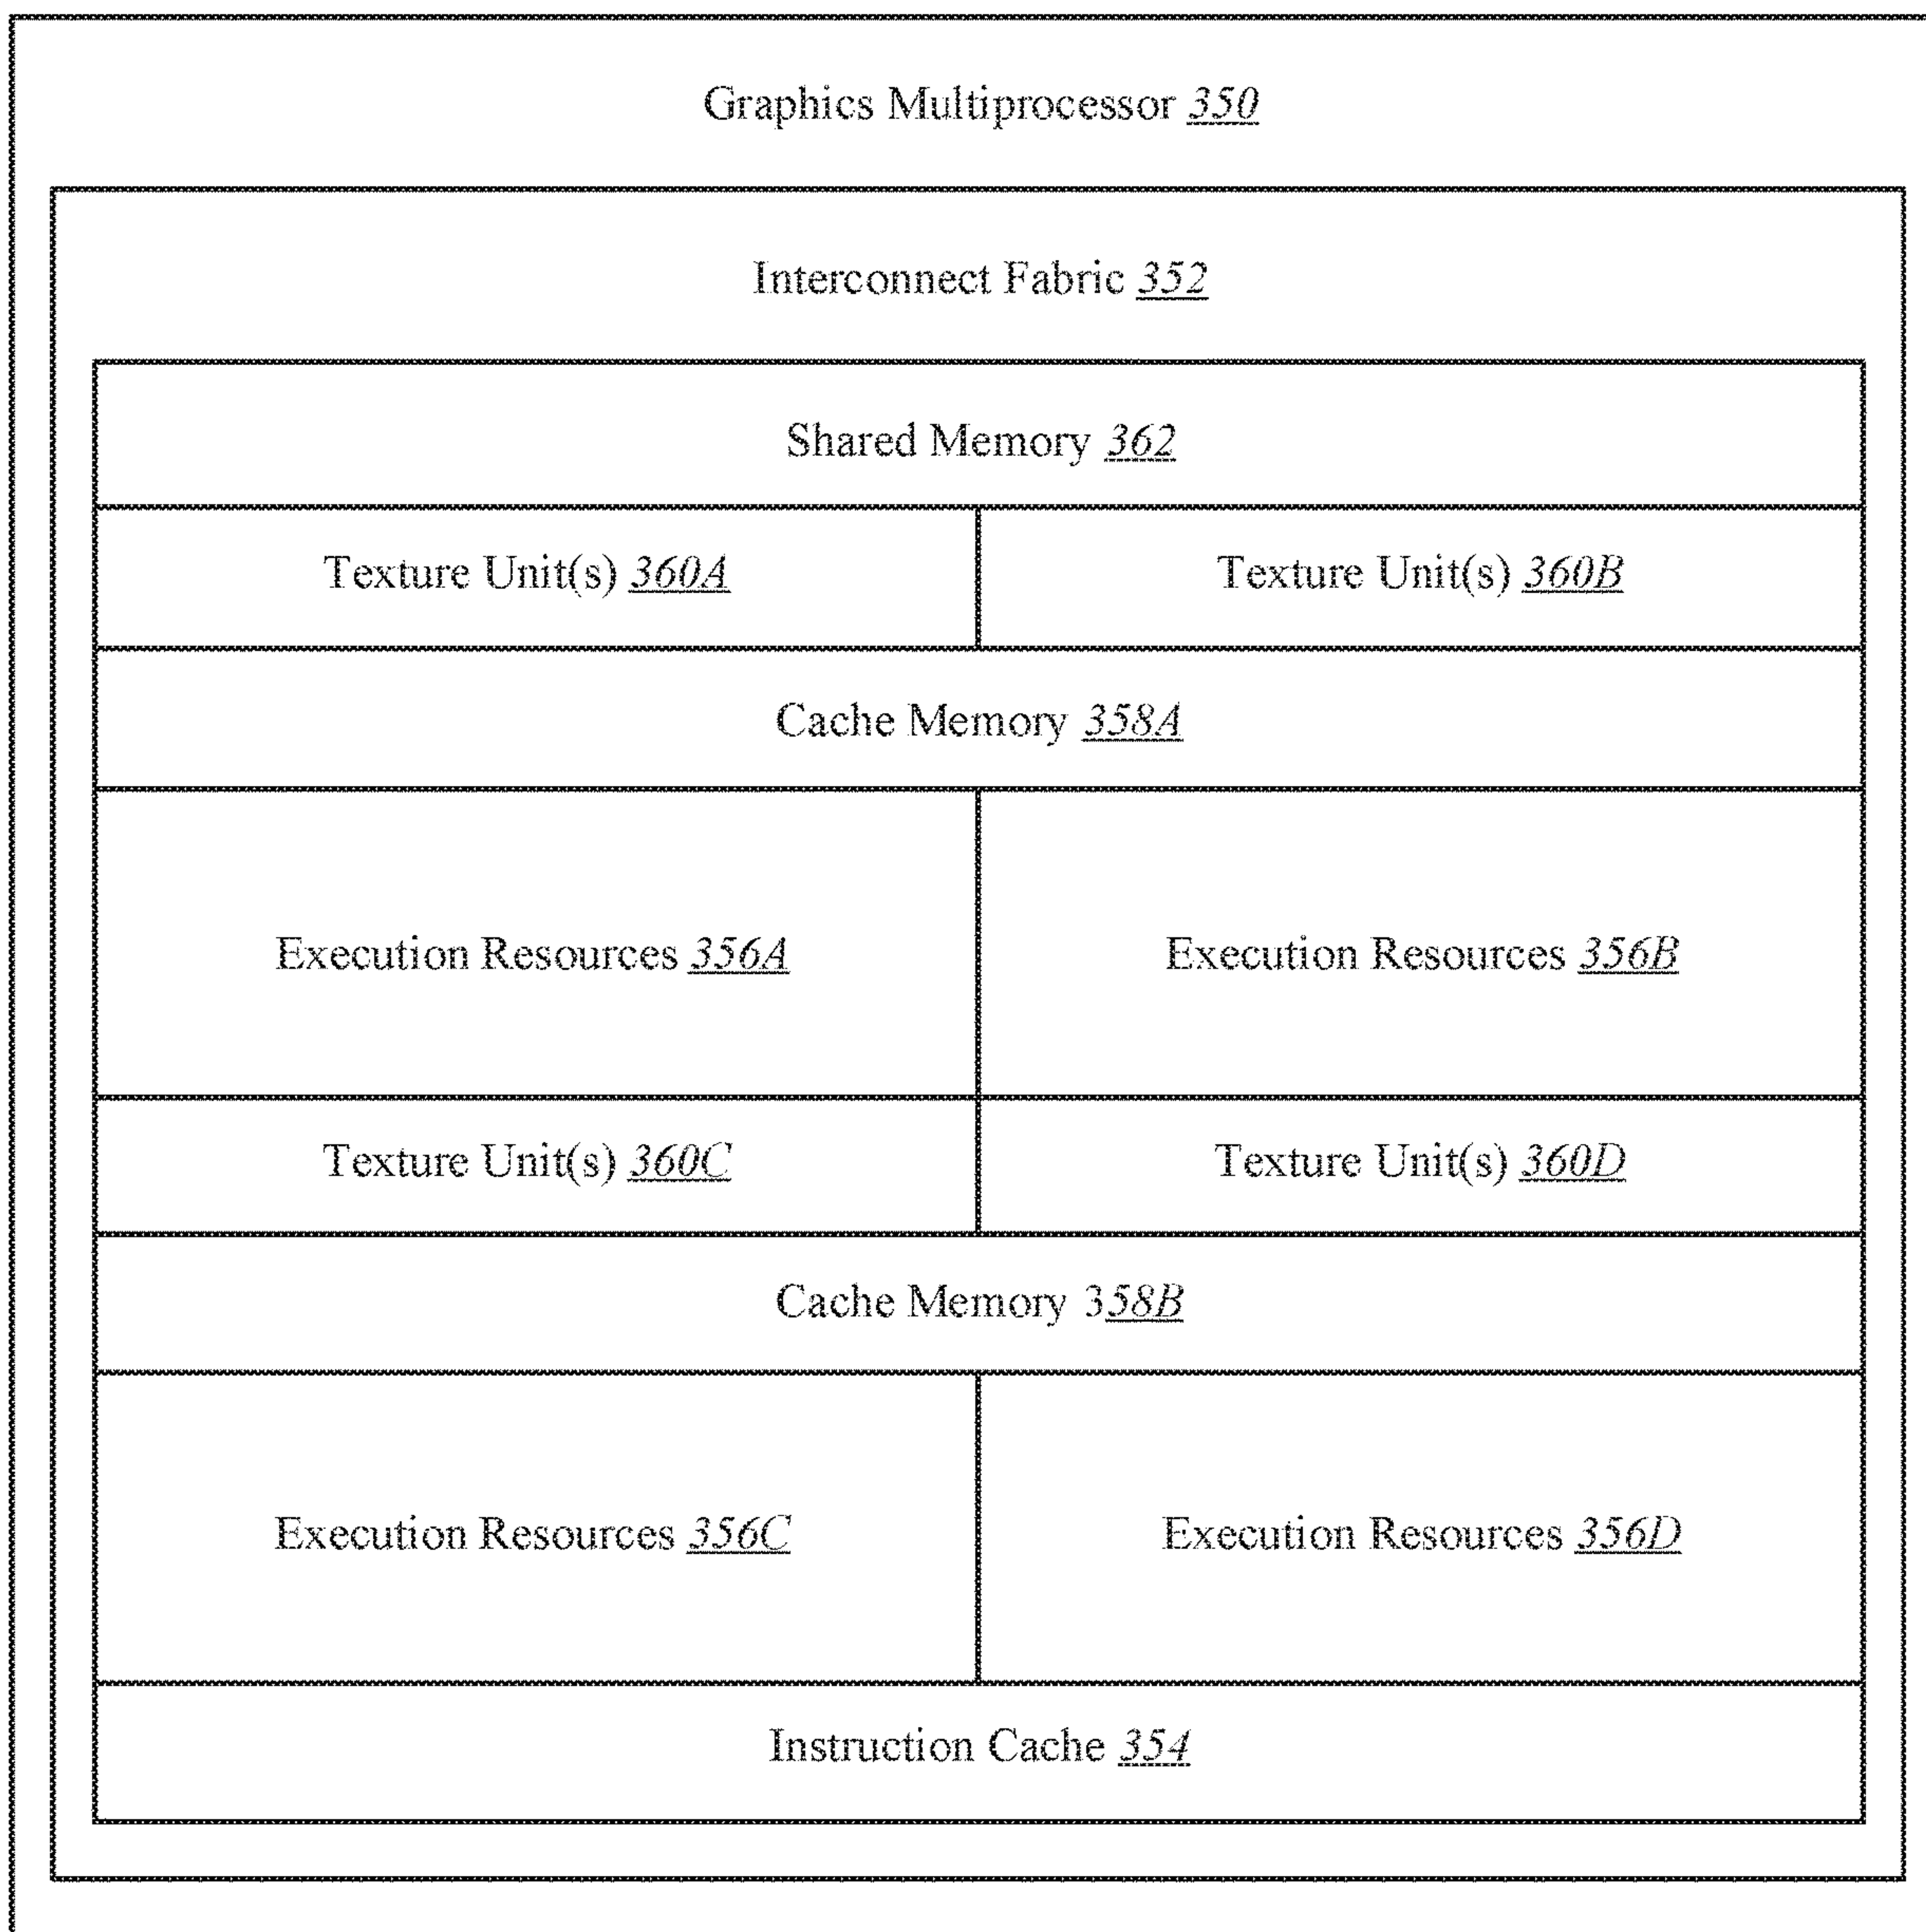 Graphics Multiprocessor 350
Interconnect Fabric 352
Shared Memory 362
Texture Unit(s) 360A
Texture Unit(s) 360B
Cache Memory 358A
Execution Resources 356A
Execution Resources 356B
Texture Unit(s) 360C
Texture Unit(s) 360D
Cache Memory 358B
Execution Resources 356C
Execution Resources 356D
Instruction Cache 354